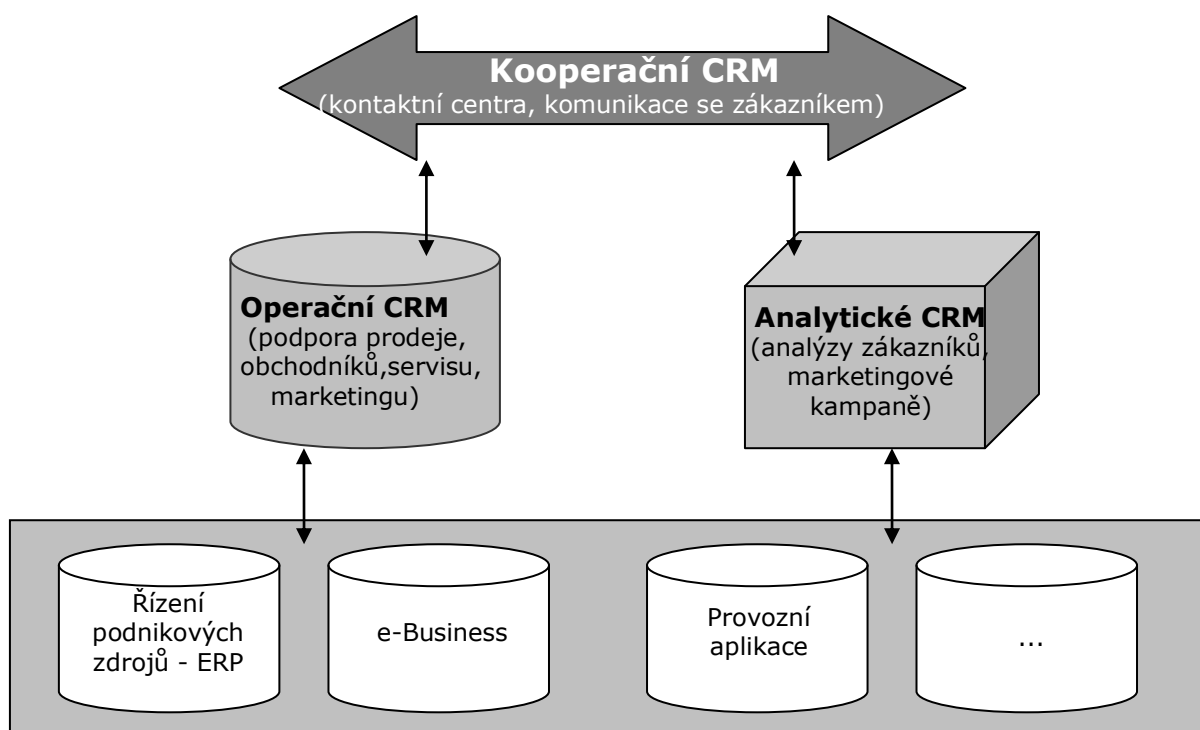 Kooperační CRM
(kontaktní centra, komunikace se zákazníkem)
Operační CRM
(podpora prodeje,
obchodníků,servisu,
marketingu)
Analytické CRM
(analýzy zákazníků,
marketingové
kampaně)
Řízení
podnikových
zdrojů - ERP
e-Business
Provozní
aplikace
...